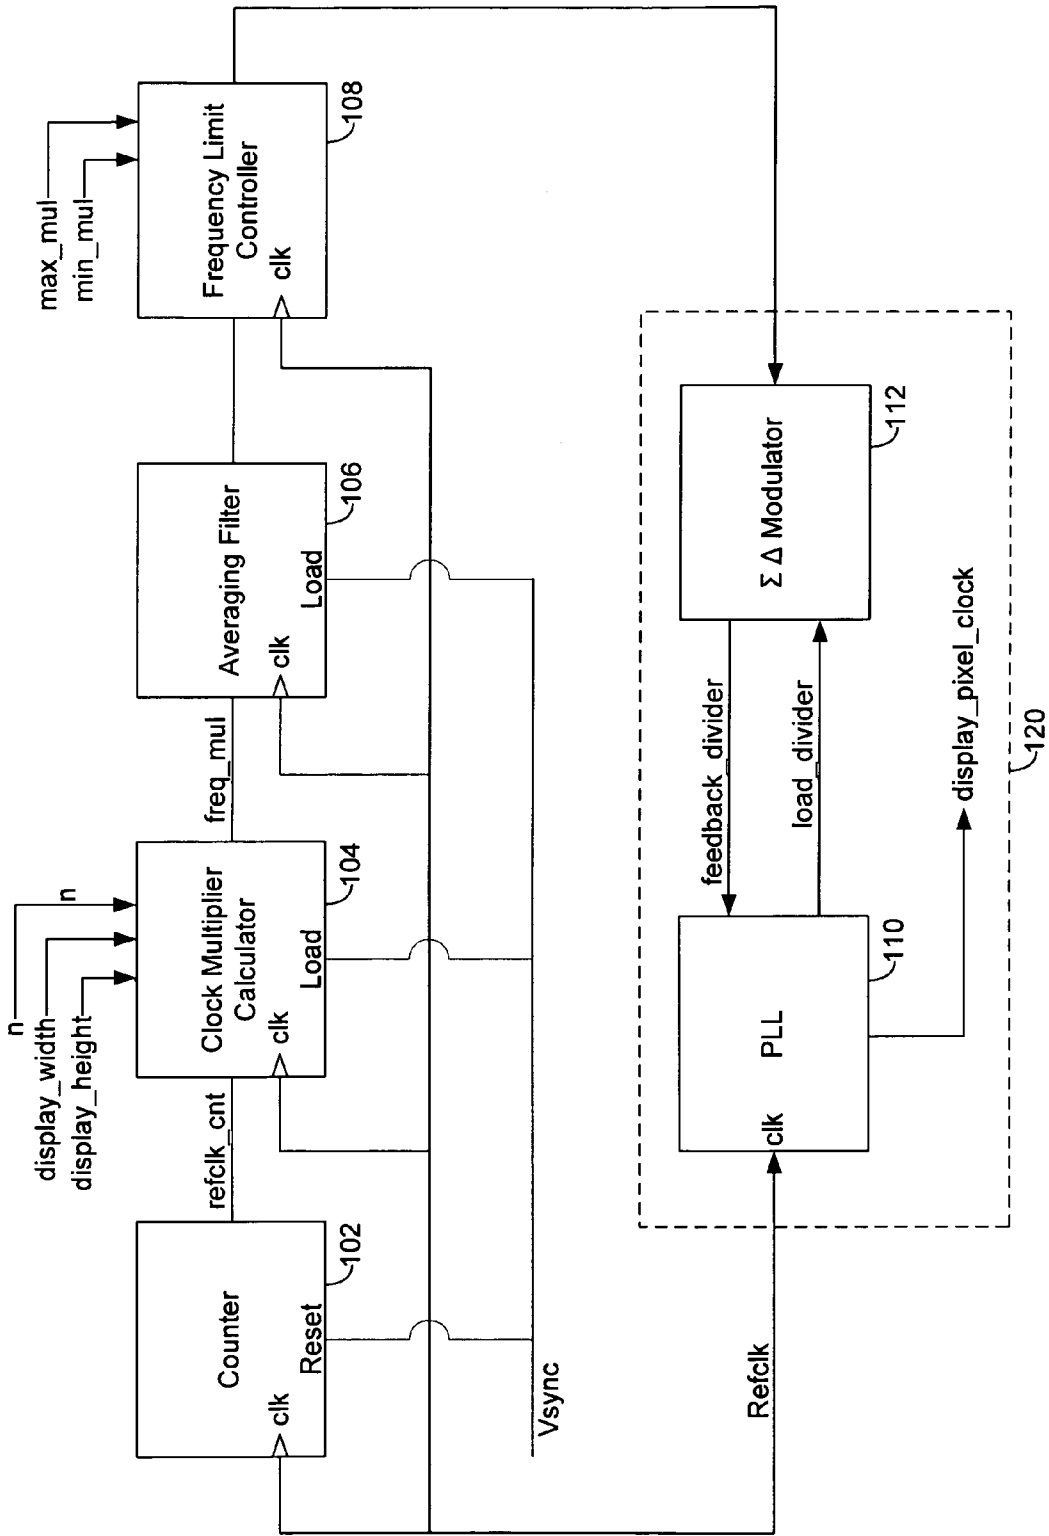 n
display_width
display_height
n
max_mul
min_mul
Counter
clk
Reset
102
refclk_cnt
Clock Multiplier
Calculator
clk
Load
104
freq_mul
Averaging Filter
clk
Load
106
Frequency Limit
Controller
clk
108
Vsync
Refclk
clk
PLL
110
feedback_divider
load_divider
Σ Δ Modulator
112
display_pixel_clock
120